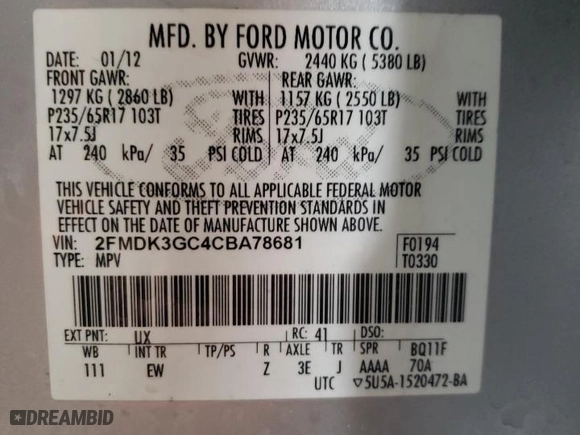 MFD. BY FORD MOTOR CO.
DATE: 01/12 GVWR: 2440 KG ( 5380 LB)
FRONT GAWR: REAR GAWR:
1297 KG ( 2860 LB) WITH 1157 KG ( 2550 LB) WITH
P235/65R17 103T TIRES P235/65R17 103T TIRES
17x7.5J RIMS 17x7.5J RIMS
AT 240 kPa/ 35 PSI COLD AT 240 kPa/ 35 PSI COLD
THIS VEHICLE CONFORMS TO ALL APPLICABLE FEDERAL MOTOR
VEHICLE SAFETY AND THEFT PREVENTION STANDARDS IN
EFFECT ON THE DATE OF MANUFACTURE SHOWN ABOVE.
VIN: 2FMDK3GC4CBA78681 F0194
TYPE: MPV T0330
EXT PNT: UX RC: 41 DSO:
WB INT TR TP/PS R AXLE TR SPR BQ11F
111 EW Z 3E J AAAA 70A
UTC ▽5U5A-1520472-BA
DREAMBID